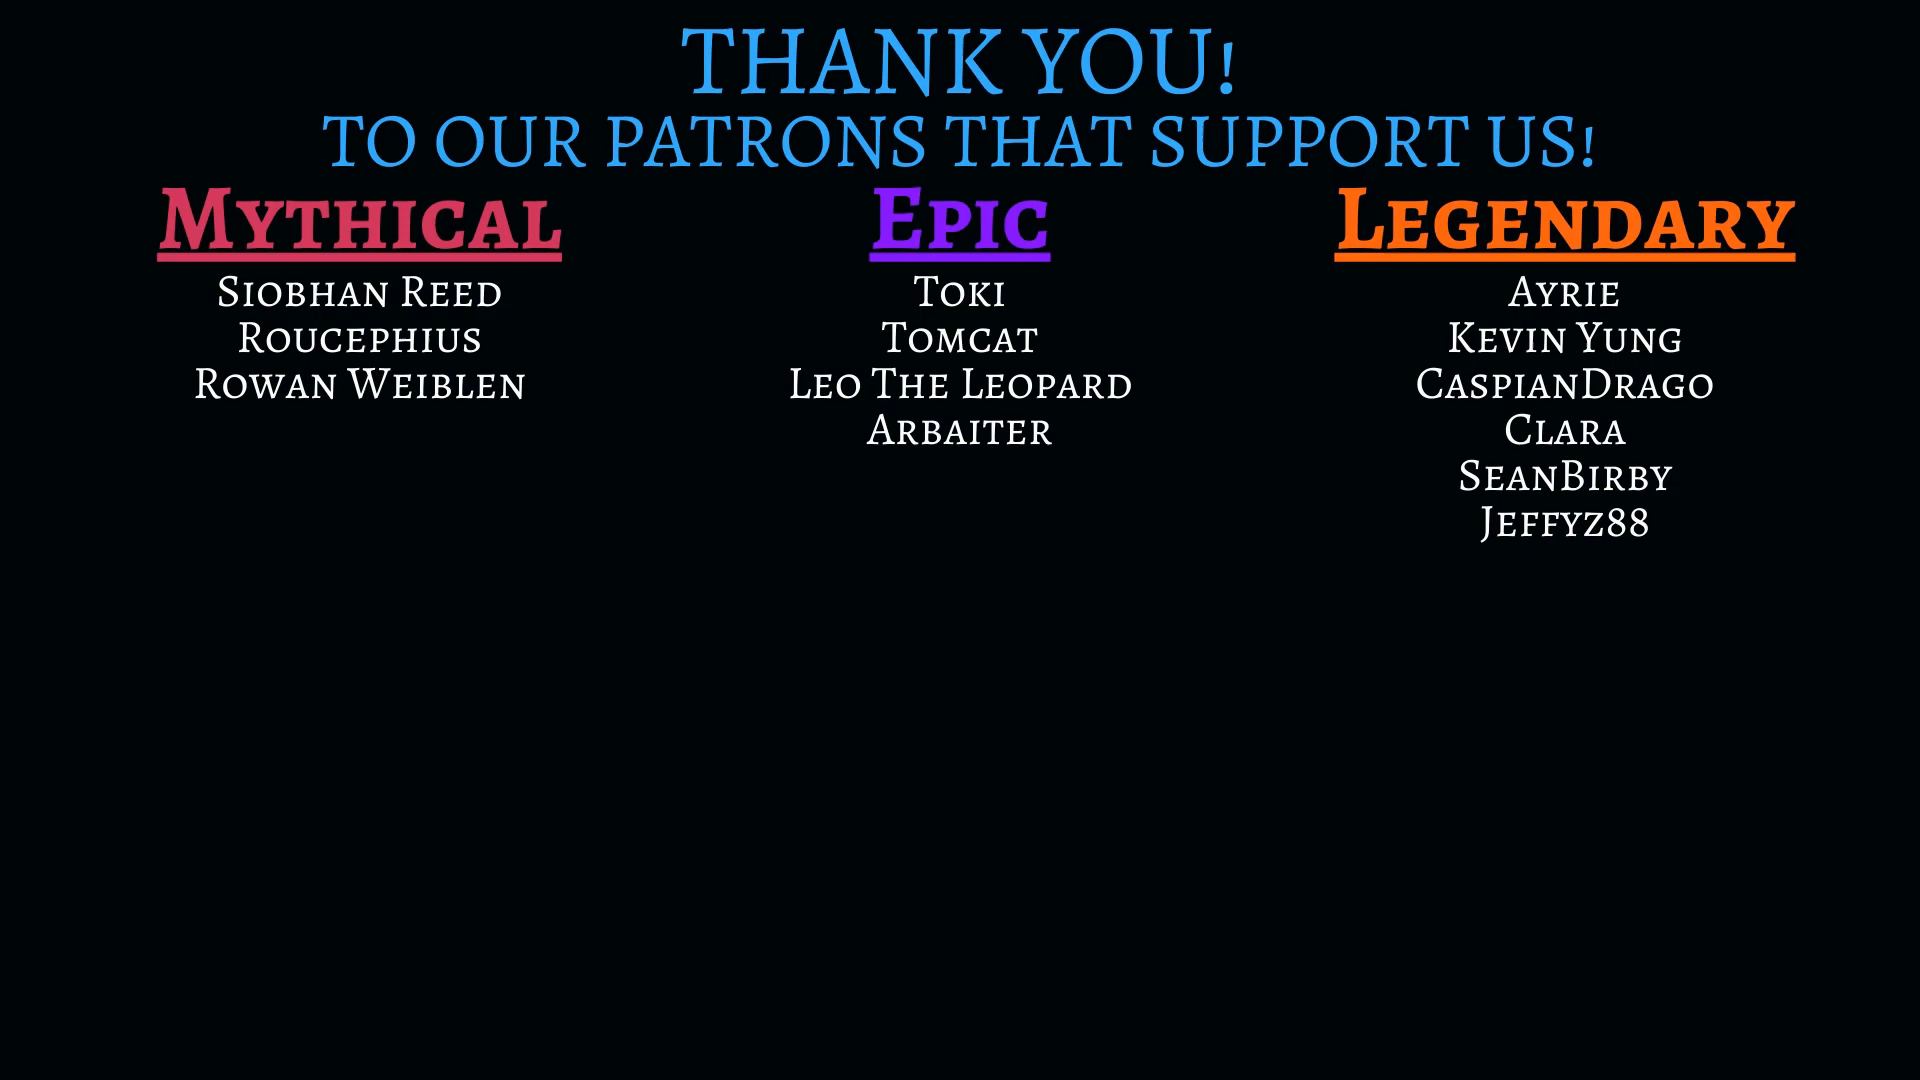 THANK YOU!
TO OUR PATRONS THAT SUPPORT US!
Mythical
Siobhan Reed
Roucephius
Rowan Weiblen
Epic
Toki
Tomcat
Leo The Leopard
Arbaiter
Legendary
Ayrie
Kevin Yung
CaspianDrago
Clara
SeanBirby
Jeffyz88